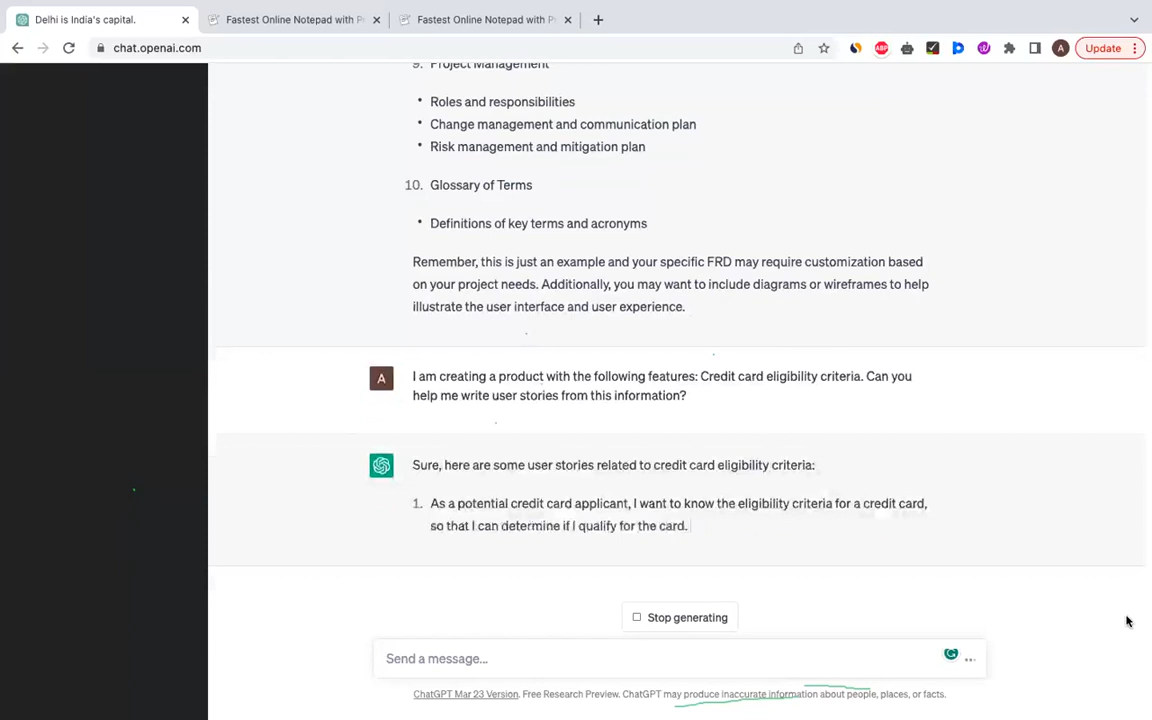 Delhi is India's capital.
Fastest Online Notepad with P
Fastest Online Notepad with P
chat.openai.com
ABP
A
Update
9. Project Management
• Roles and responsibilities
• Change management and communication plan
• Risk management and mitigation plan
10. Glossary of Terms
• Definitions of key terms and acronyms
Remember, this is just an example and your specific FRD may require customization based
on your project needs. Additionally, you may want to include diagrams or wireframes to help
illustrate the user interface and user experience.
A
I am creating a product with the following features: Credit card eligibility criteria. Can you
help me write user stories from this information?
Sure, here are some user stories related to credit card eligibility criteria:
1. As a potential credit card applicant, I want to know the eligibility criteria for a credit card,
so that I can determine if I qualify for the card.
Stop generating
Send a message...
ChatGPT Mar 23 Version. Free Research Preview. ChatGPT may produce inaccurate information about people, places, or facts.